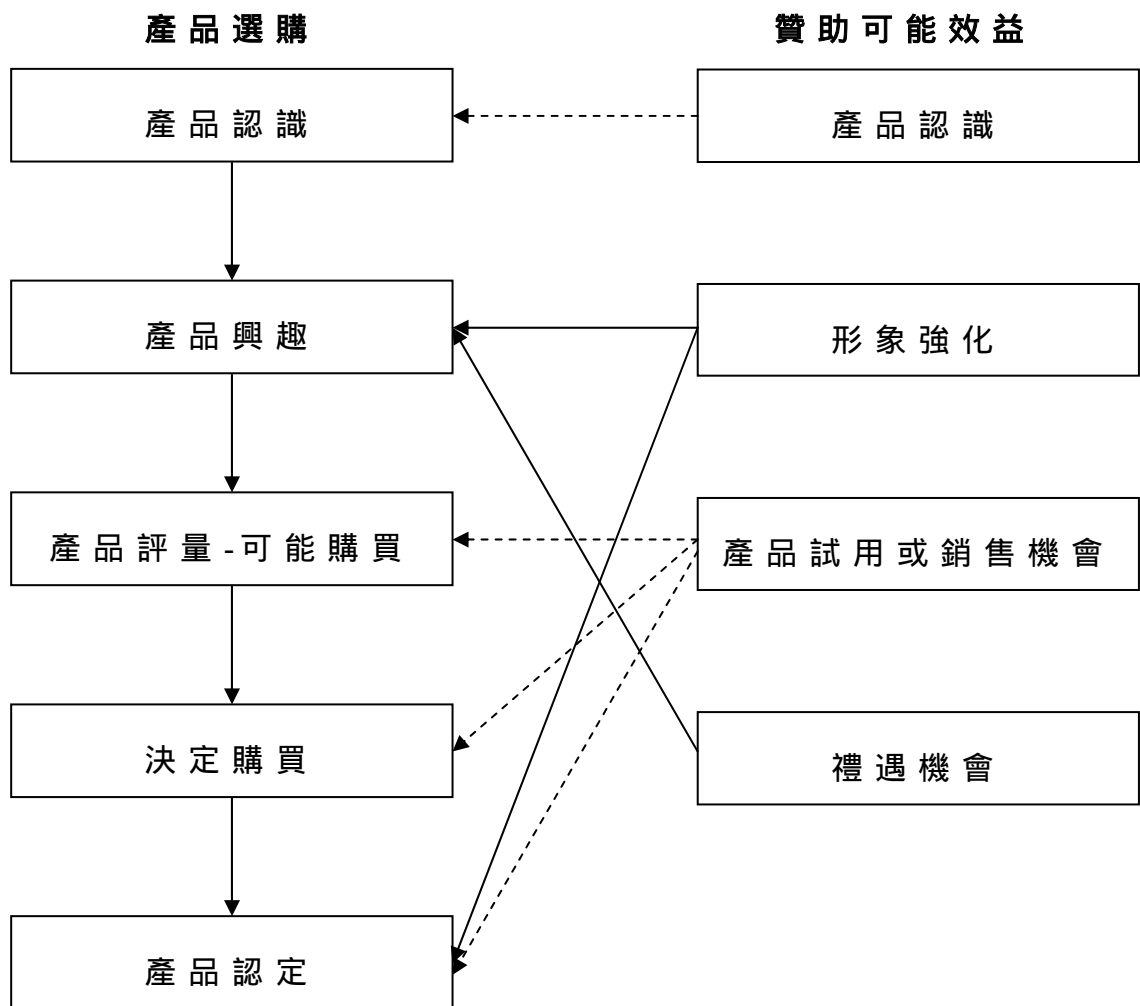 產品選購
贊助可能效益
產品認識
產品認識
產品興趣
形象強化
產品評量-可能購買
產品試用或銷售機會
決定購買
禮遇機會
產品認定